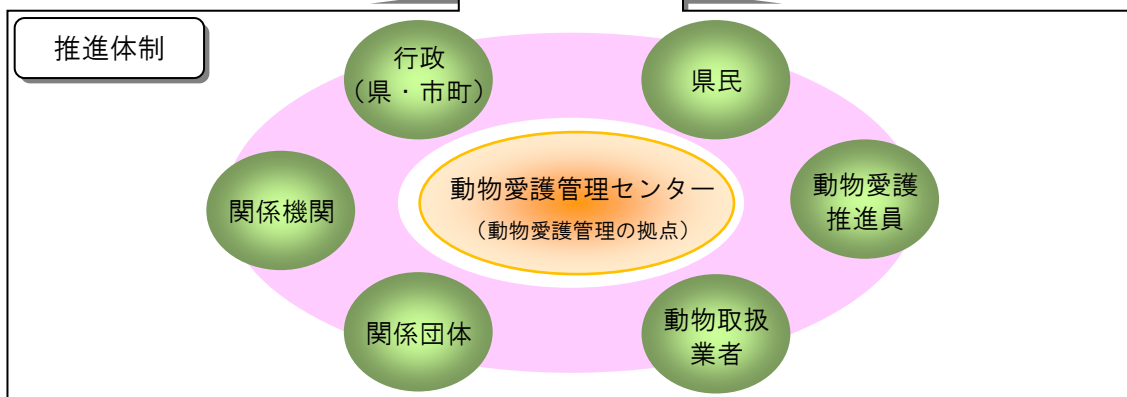 推進体制
行政
（県・市町）
県民
動物愛護管理センター
（動物愛護管理の拠点）
関係機関
動物愛護
推進員
関係団体
動物取扱
業者